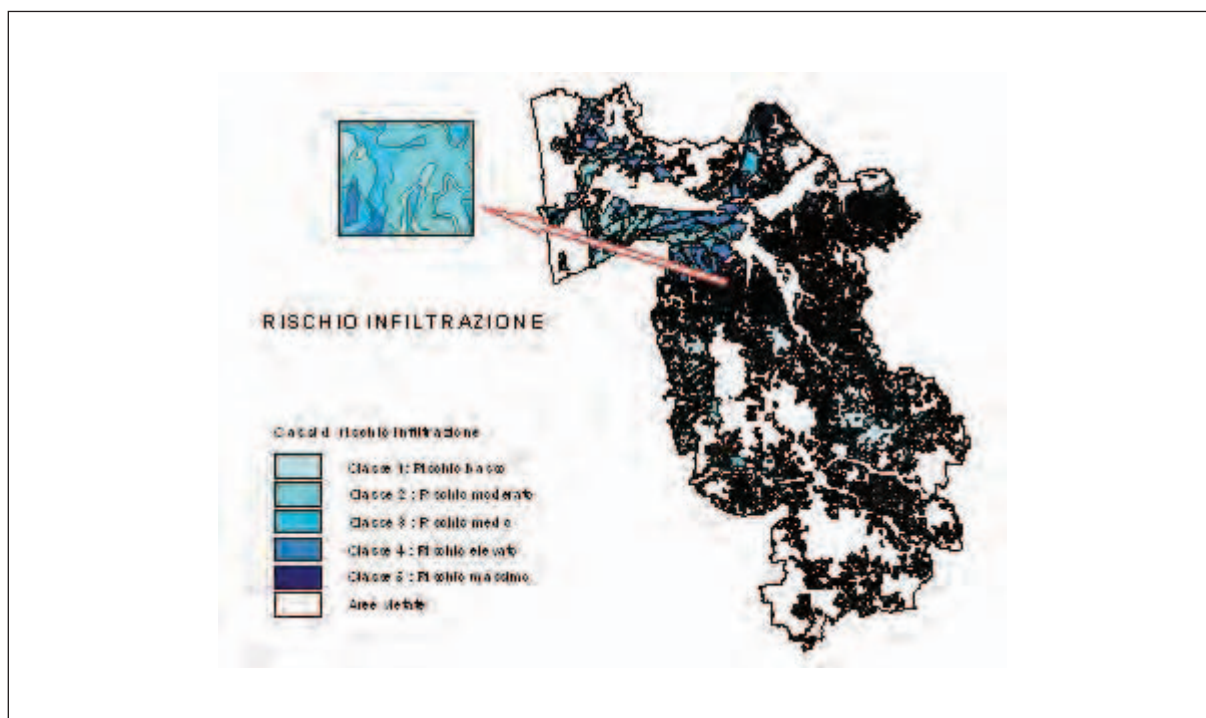 RISCHIO INFILTRAZIONE
Classi di rischio infiltrazione
Classe 1 : Rischio basso
Classe 2 : Rischio moderato
Classe 3 : Rischio medio
Classe 4 : Rischio elevato
Classe 5 : Rischio massimo
Aree vietate